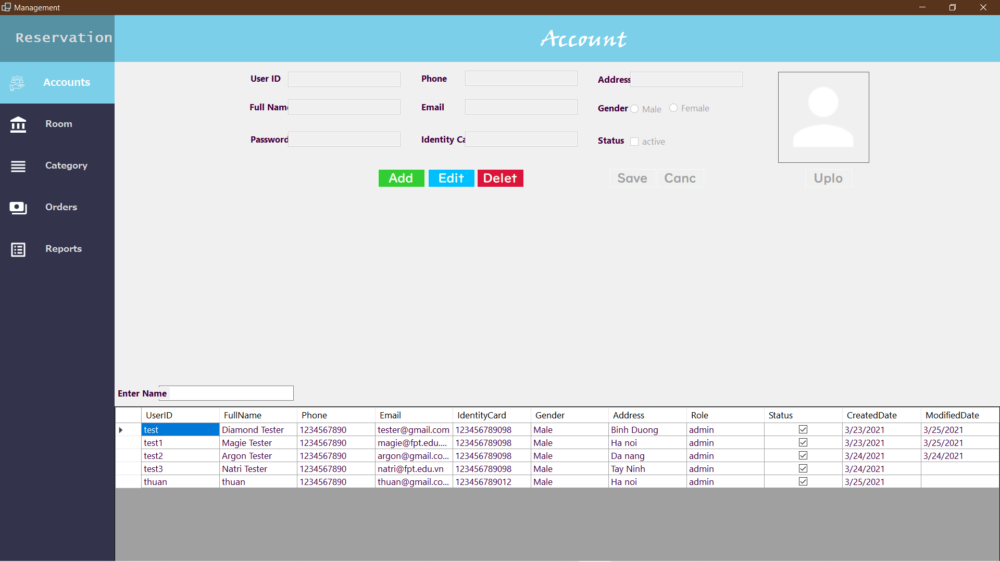 Management
Reservation
Account
Accounts
Room
Category
Orders
Reports
User ID
Phone
Address
Full Nam
Email
Gender
Male
Female
Password
Identity Ca
Status
active
Add
Edit
Delet
Save
Canc
Uplo
Enter Name
UserID FullName Phone Email IdentityCard Gender Address Role Status CreatedDate ModifiedDate
test Diamond Tester 1234567890 tester@gmail.com 123456789098 Male Binh Duong admin 3/23/2021 3/25/2021
test1 Magie Tester 1234567890 magie@fpt.edu.... 123456789098 Male Ha noi admin 3/23/2021 3/25/2021
test2 Argon Tester 1234567890 argon@gmail.co... 123456789098 Male Da nang admin 3/24/2021 3/24/2021
test3 Natri Tester 1234567890 natri@fpt.edu.vn 123456789098 Male Tay Ninh admin 3/24/2021
thuan thuan 1234567890 thuan@gmail.co... 123456789012 Male Ha noi admin 3/25/2021